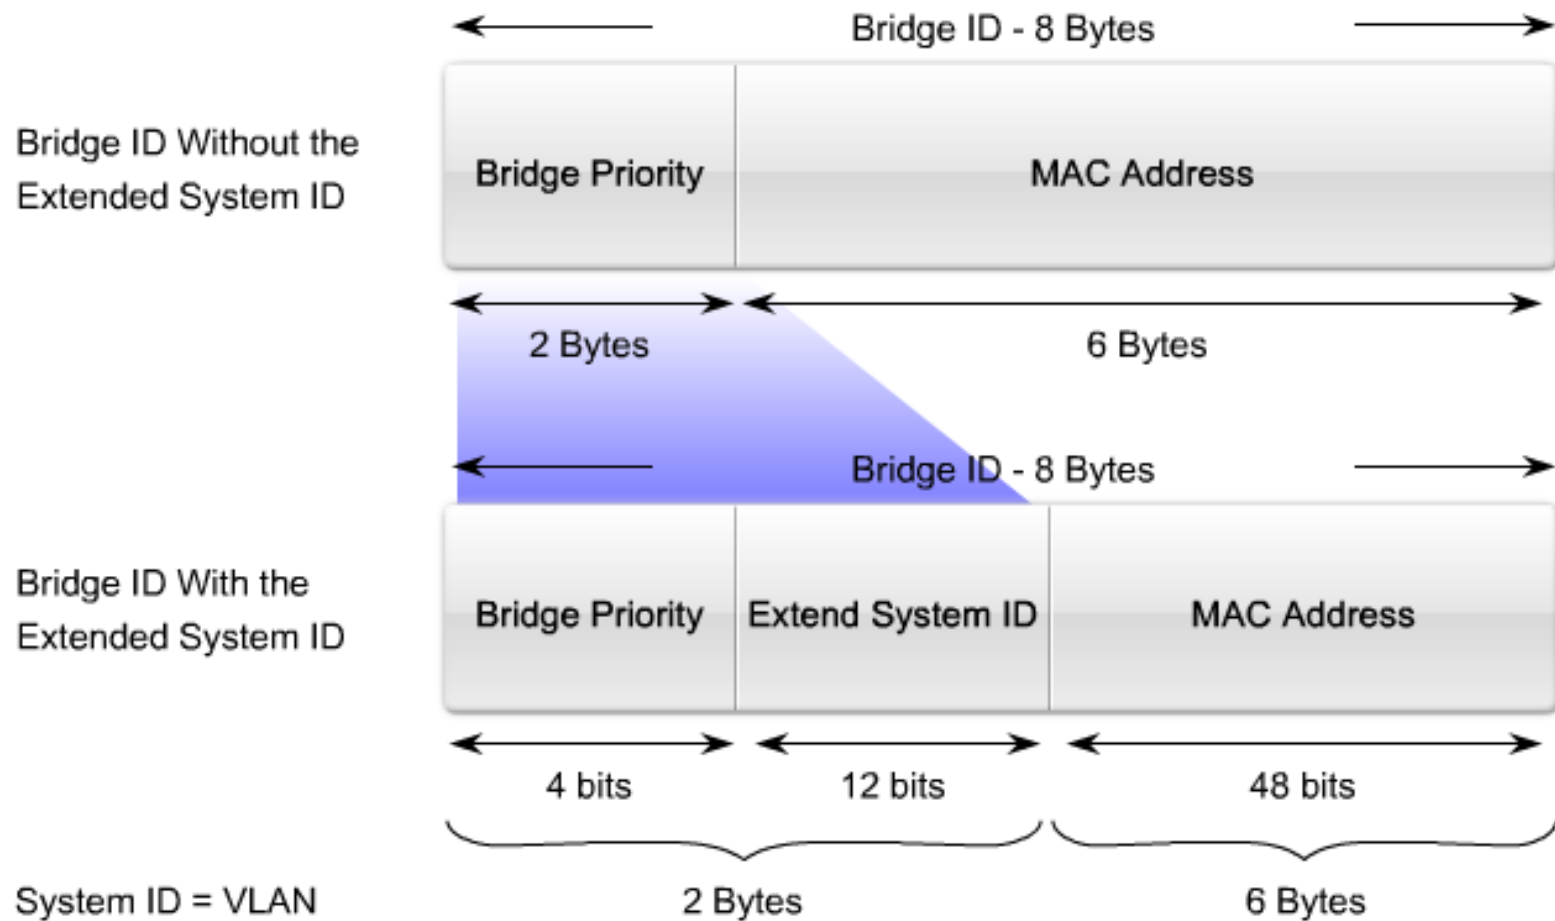 Bridge ID - 8 Bytes
Bridge ID Without the
Extended System ID
Bridge Priority
MAC Address
2 Bytes
6 Bytes
Bridge ID - 8 Bytes
Bridge ID With the
Extended System ID
Bridge Priority
Extend System ID
MAC Address
4 bits
12 bits
48 bits
System ID = VLAN
2 Bytes
6 Bytes